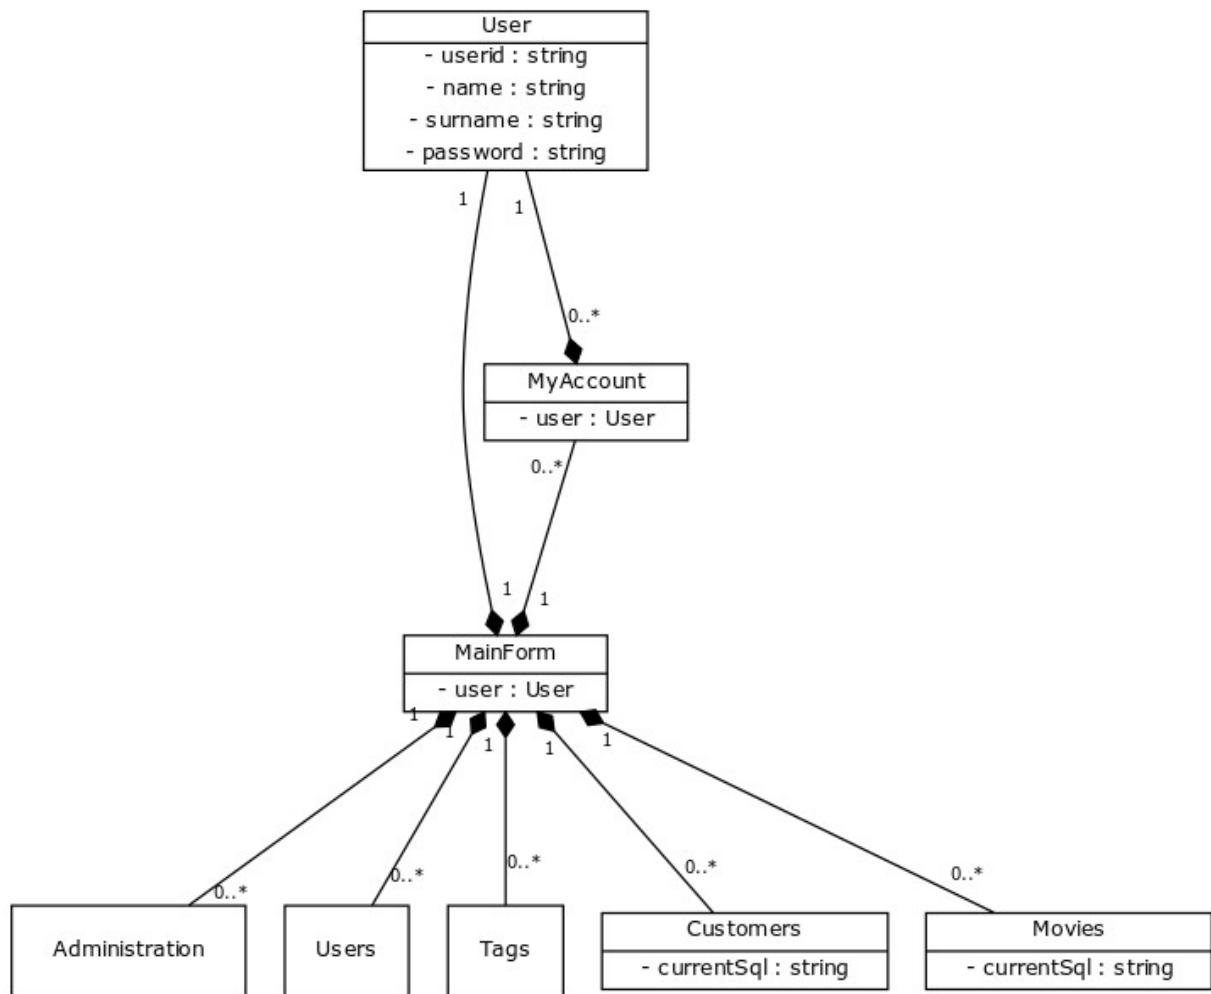 User
- userid : string
- name : string
- surname : string
- password : string
1
1
0..*
MyAccount
- user : User
0..*
1
1
MainForm
- user : User
1
1
1
1
1
0..*
0..*
0..*
0..*
0..*
Administration
Users
Tags
Customers
- currentSql : string
Movies
- currentSql : string